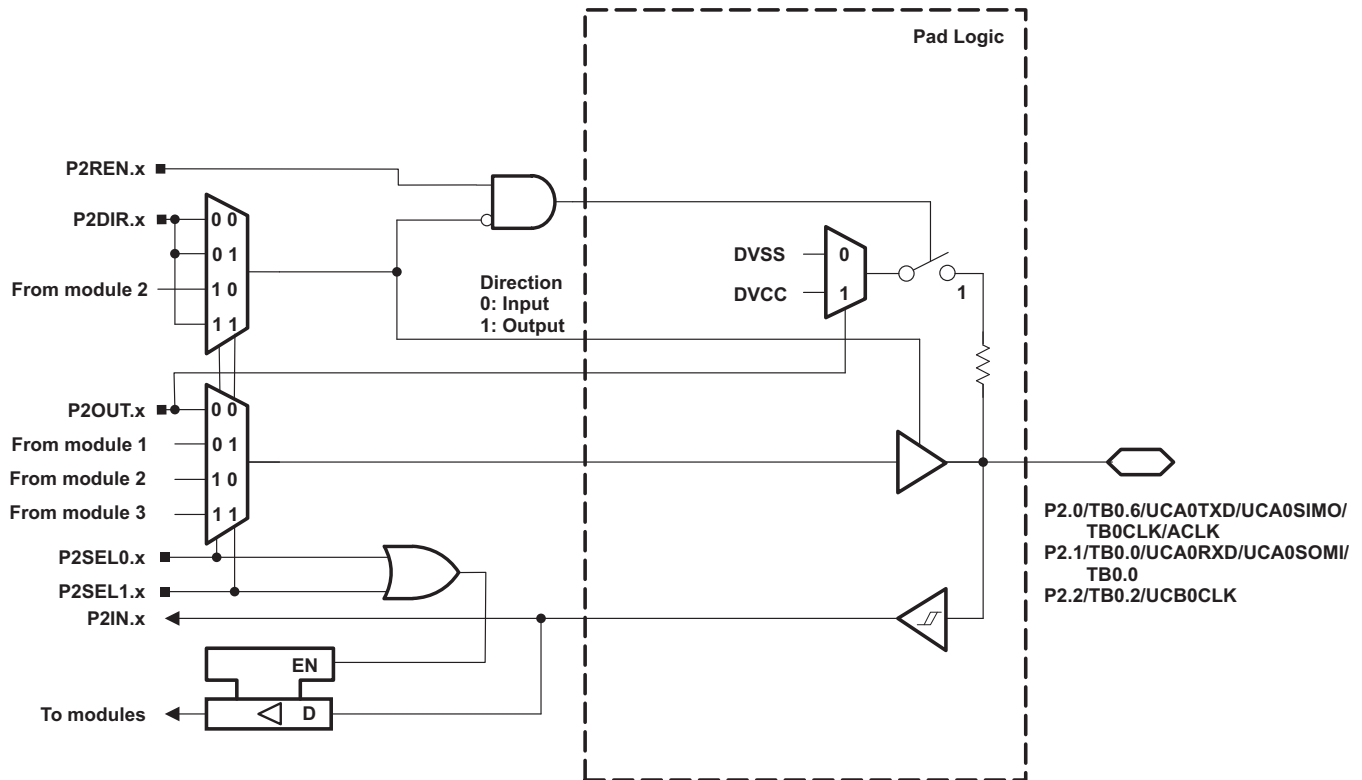 Pad Logic
P2REN.x
P2DIR.x
0 0
0 1
From module 2
1 0
1 1
Direction
0: Input
1: Output
DVSS
0
DVCC
1
1
P2OUT.x
0 0
From module 1
0 1
From module 2
1 0
From module 3
1 1
P2SEL0.x
P2SEL1.x
P2IN.x
EN
To modules
D
P2.0/TB0.6/UCA0TXD/UCA0SIMO/
TB0CLK/ACLK
P2.1/TB0.0/UCA0RXD/UCA0SOMI/
TB0.0
P2.2/TB0.2/UCB0CLK